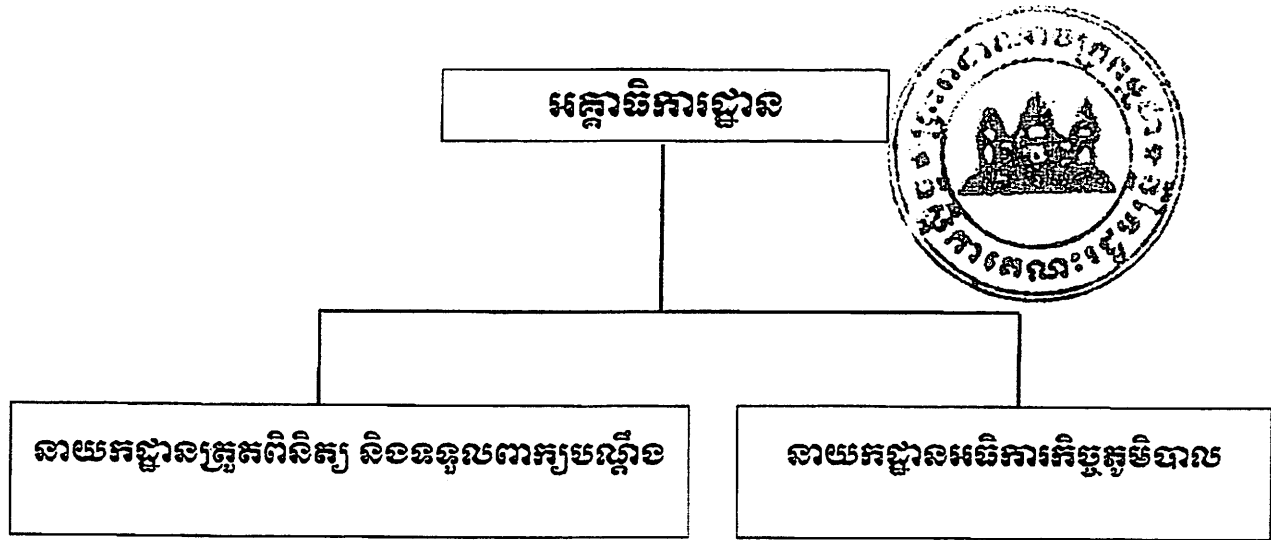 អគ្គាធិការដ្ឋាន
នាយកដ្ឋានត្រួតពិនិត្យ និងទទួលពាក្យបណ្តឹង
នាយកដ្ឋានអធិការកិច្ចភូមិបាល